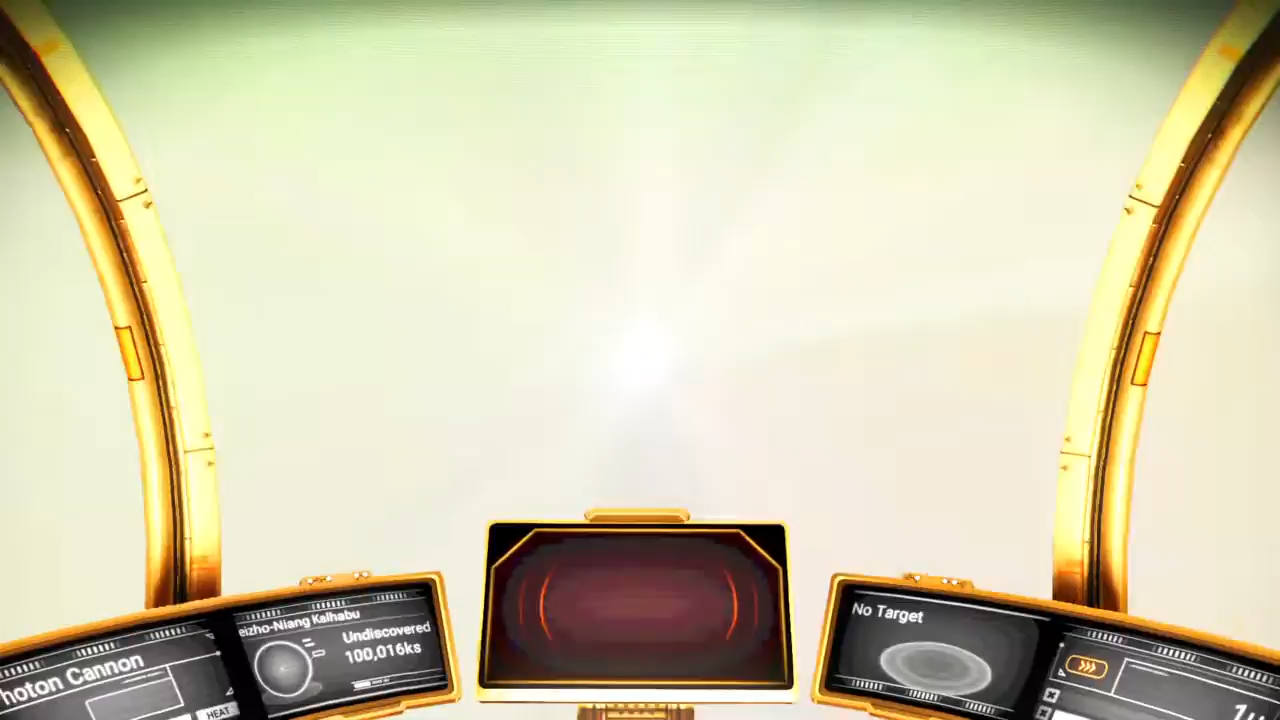 hoton Cannon
HEAT
eizho-Niang Kalhabu
Undiscovered
100,016ks
No Target